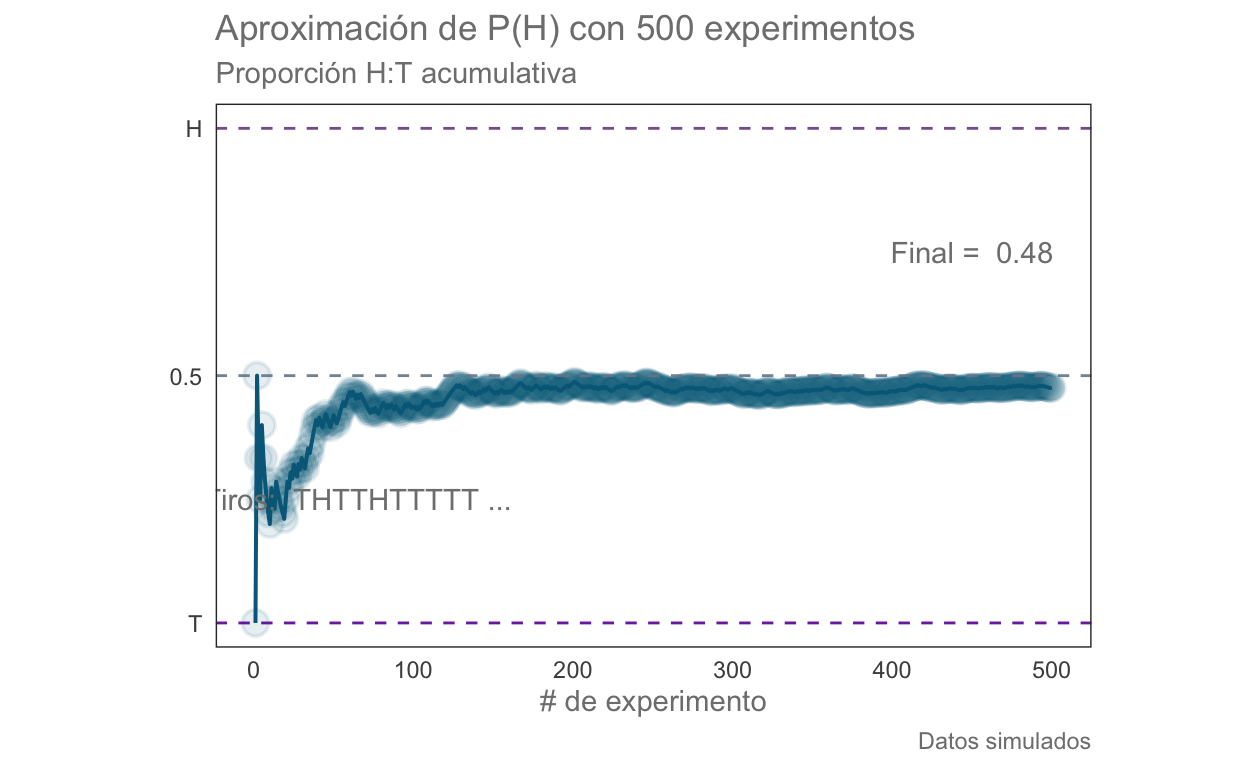 Aproximación de P(H) con 500 experimentos
Proporción H:T acumulativa
H
Final = 0.48
0.5
THTTHTTTTT ...
T
0 100 200 300 400 500
# de experimento
Datos simulados